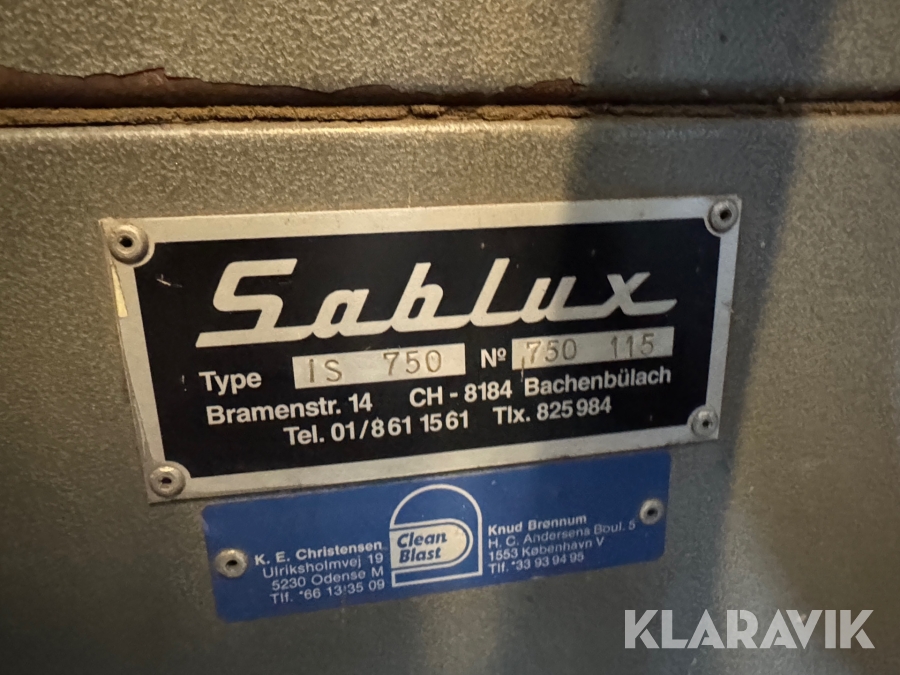 Sablux
Type IS 750 Nº 750 115
Bramenstr. 14 CH - 8184 Bachenbülach
Tel. 01/861 15 61 Tlx. 825 984
K. E. Christensen
Ulriksholmvej 19
5230 Odense M
Tlf. *66 13 35 09
Clean
Blast
Knud Brønnum
H. C. Andersens Boul. 5
1553 København V
Tlf. *33 93 94 95
KLARAVIK